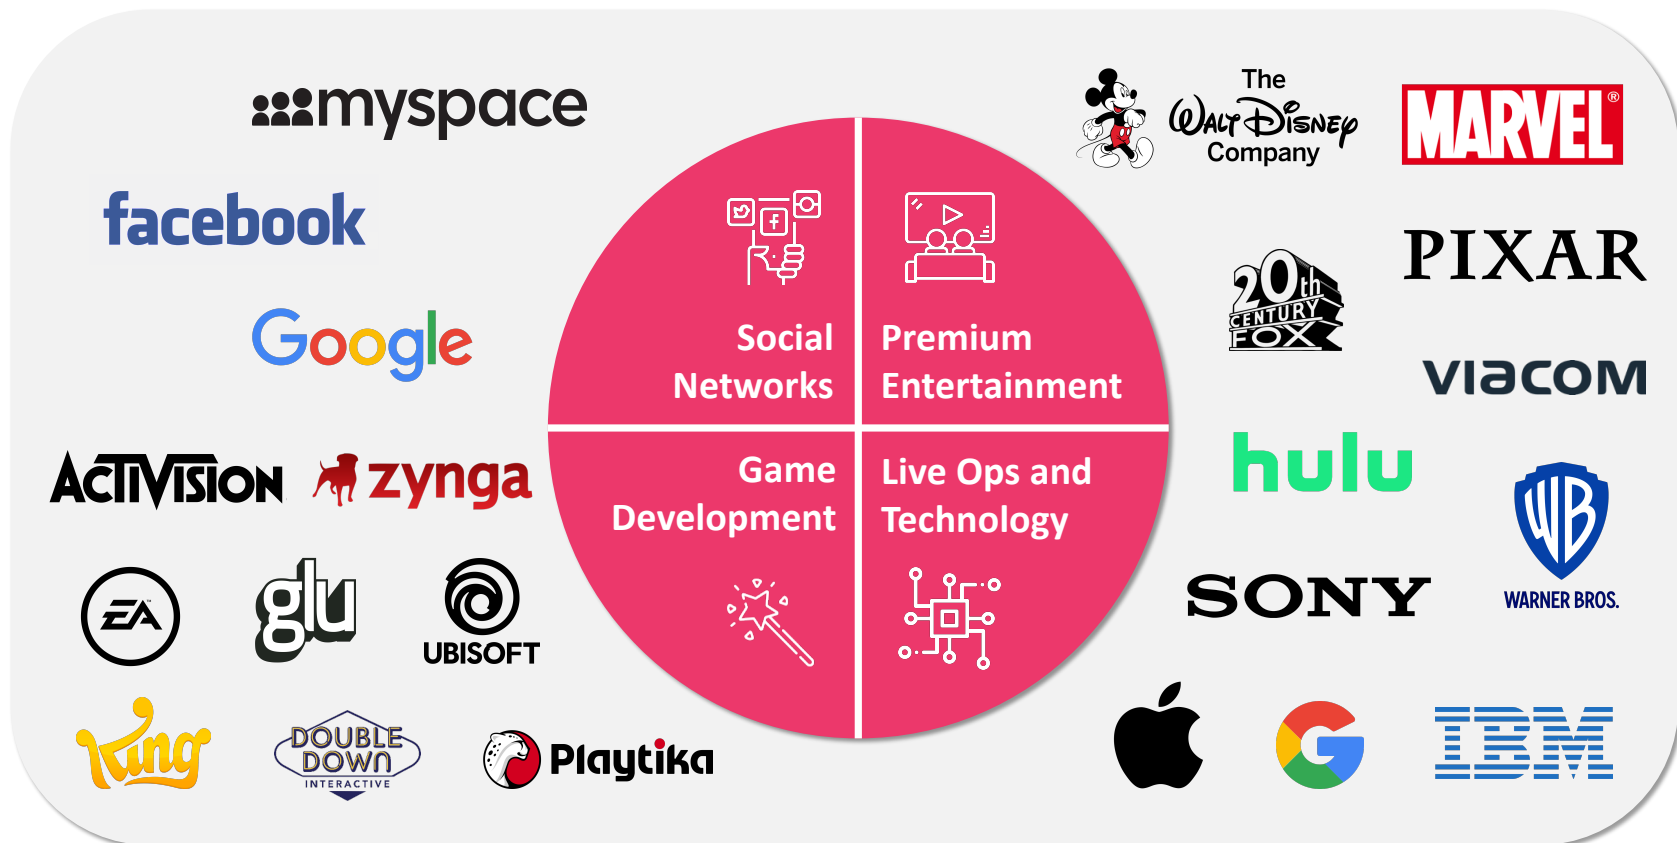 myspace
facebook
Google
ACTIVISION
zynga
EA
glu
UBISOFT
King
DOUBLE
DOWN
INTERACTIVE
Playtika
Social
Networks
Premium
Entertainment
Game
Development
Live Ops and
Technology
The
WALT DISNEY
Company
MARVEL®
PIXAR
20th
CENTURY
FOX
VIACOM
hulu
WB
WARNER BROS.
SONY
G
IBM